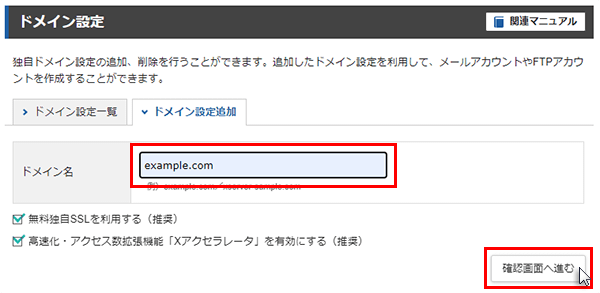 ドメイン設定
関連マニュアル
独自ドメイン設定の追加、削除を行うことができます。追加したドメイン設定を利用して、メールアカウントやFTPアカウ
ントを作成することができます。
ドメイン設定一覧
ドメイン設定追加
ドメイン名
example.com
例）example.com／xserver-sample.com
無料独自SSLを利用する（推奨）
高速化・アクセス数拡張機能「Xアクセラレータ」を有効にする（推奨）
確認画面へ進む